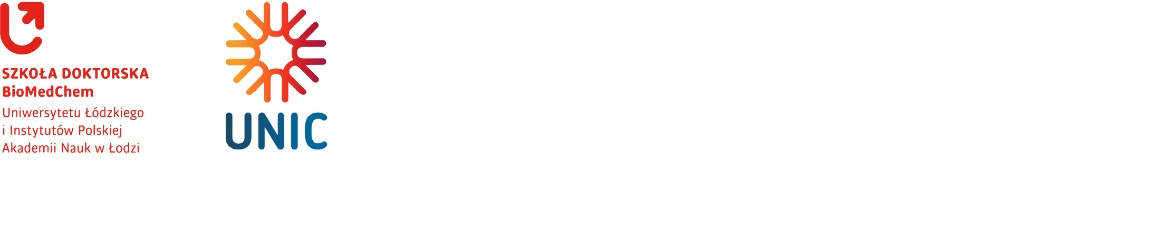 SZKOŁA DOKTORSKA
BioMedChem
Uniwersytetu Łódzkiego
i Instytutów Polskiej
Akademii Nauk w Łodzi
UNIC